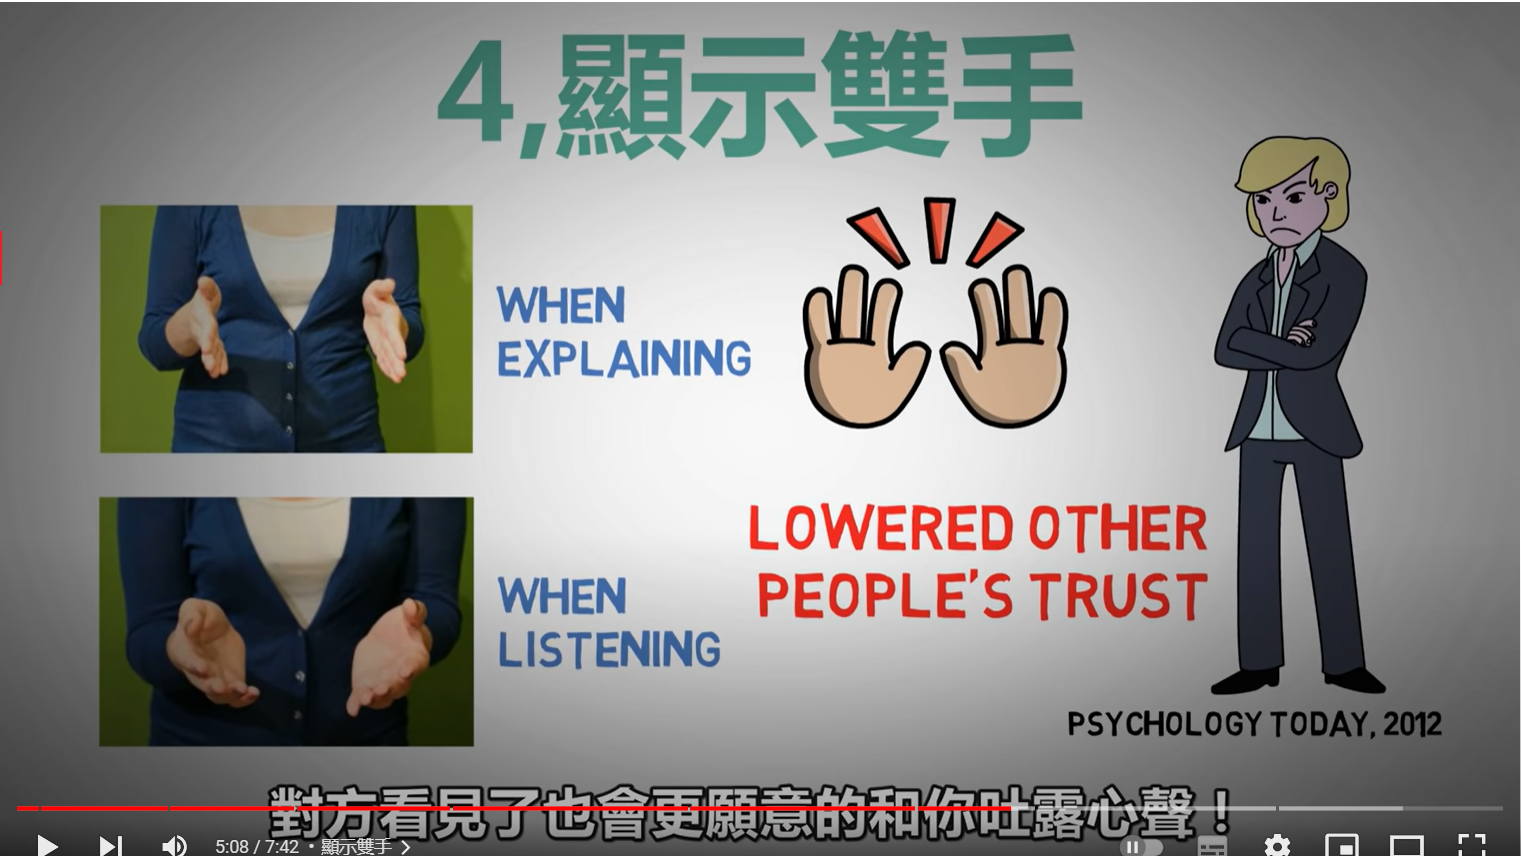 4,顯示雙手
WHEN
EXPLAINING
WHEN
LISTENING
LOWERED OTHER
PEOPLE'S TRUST
PSYCHOLOGY TODAY, 2012
對方看見了也會更願意的和你吐露心聲！
5:08 / 7:42 • 顯示雙手 >